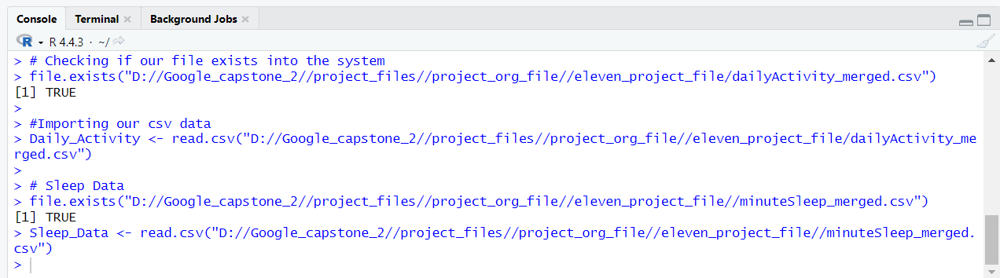 Console Terminal Background Jobs
R R 4.4.3 · ~/
> # Checking if our file exists into the system
> file.exists("D://Google_capstone_2//project_files//project_org_file//eleven_project_file/dailyActivity_merged.csv")
[1] TRUE
>
> #Importing our csv data
> Daily_Activity <- read.csv("D://Google_capstone_2//project_files//project_org_file//eleven_project_file/dailyActivity_me
rged.csv")
>
> # Sleep Data
> file.exists("D://Google_capstone_2//project_files//project_org_file//eleven_project_file//minuteSleep_merged.csv")
[1] TRUE
> Sleep_Data <- read.csv("D://Google_capstone_2//project_files//project_org_file//eleven_project_file//minuteSleep_merged.
csv")
>